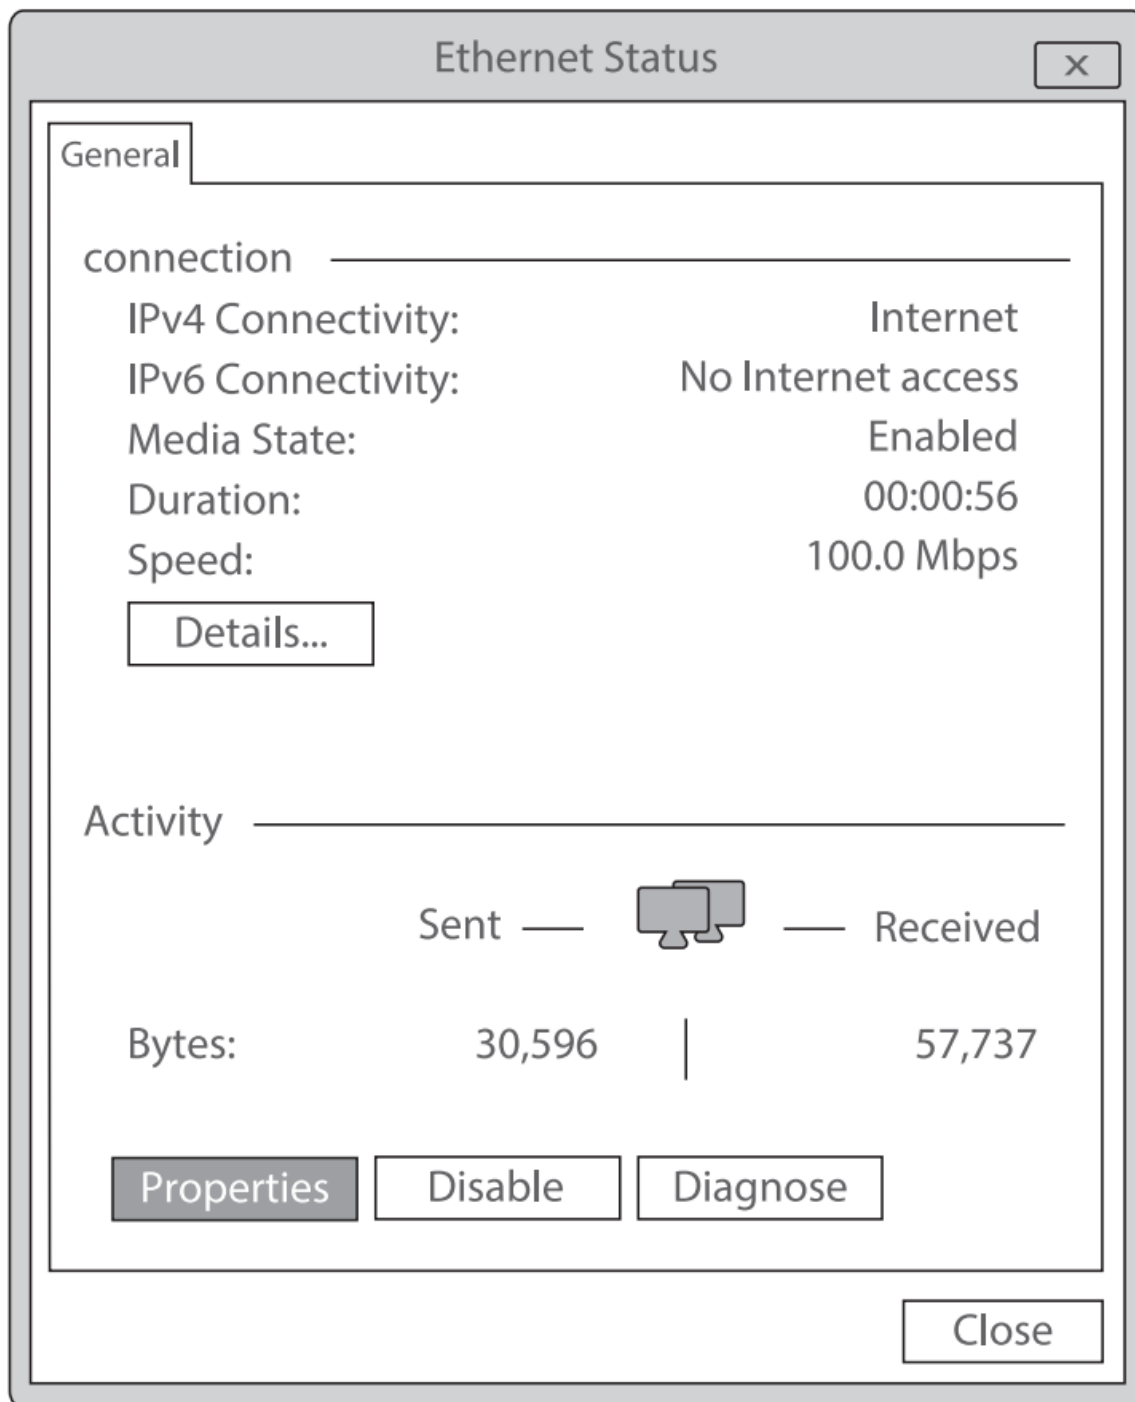 Ethernet Status
x
General
connection
IPv4 Connectivity: Internet
IPv6 Connectivity: No Internet access
Media State: Enabled
Duration: 00:00:56
Speed: 100.0 Mbps
Details...
Activity
Sent Received
Bytes: 30,596 57,737
Properties Disable Diagnose
Close